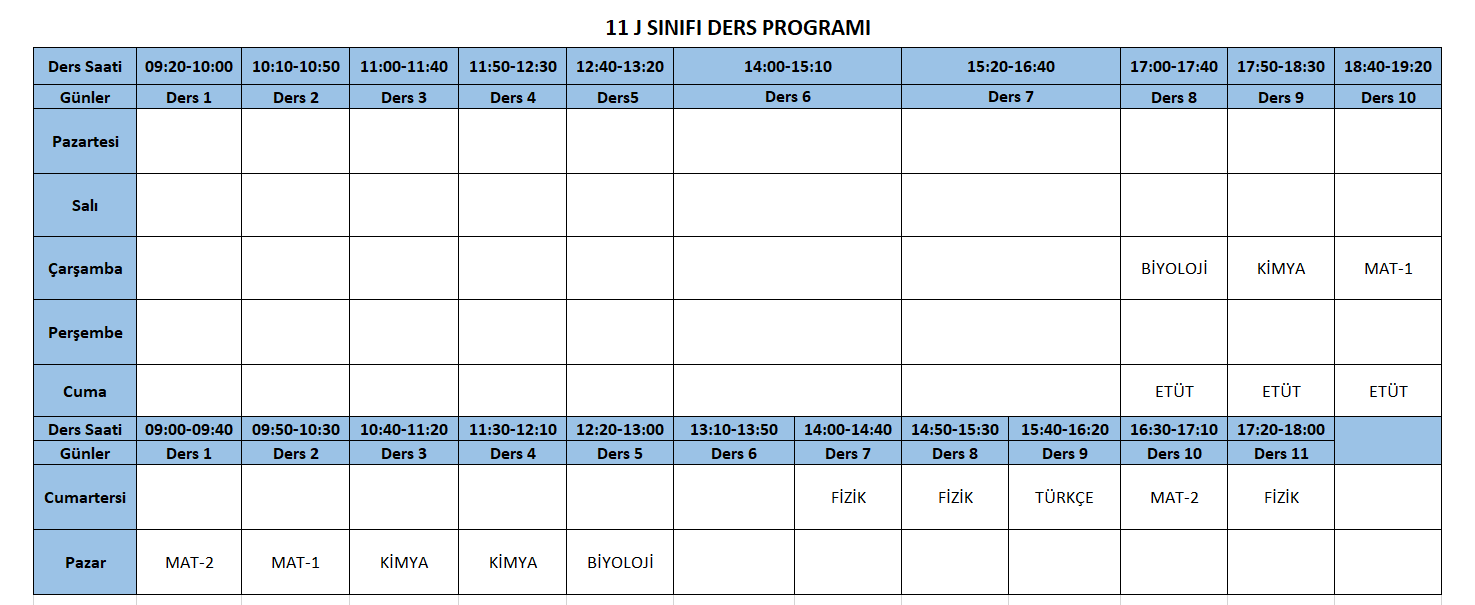 11 J SINIFI DERS PROGRAMI
Ders Saati 09:20-10:00 10:10-10:50 11:00-11:40 11:50-12:30 12:40-13:20 14:00-15:10 15:20-16:40 17:00-17:40 17:50-18:30 18:40-19:20
Günler Ders 1 Ders 2 Ders 3 Ders 4 Ders5 Ders 6 Ders 7 Ders 8 Ders 9 Ders 10
Pazartesi
Salı
Çarşamba BİYOLOJİ KİMYA MAT-1
Perşembe
Cuma ETÜT ETÜT ETÜT
Ders Saati 09:00-09:40 09:50-10:30 10:40-11:20 11:30-12:10 12:20-13:00 13:10-13:50 14:00-14:40 14:50-15:30 15:40-16:20 16:30-17:10 17:20-18:00
Günler Ders 1 Ders 2 Ders 3 Ders 4 Ders 5 Ders 6 Ders 7 Ders 8 Ders 9 Ders 10 Ders 11
Cumartersi FİZİK FİZİK TÜRKÇE MAT-2 FİZİK
Pazar MAT-2 MAT-1 KİMYA KİMYA BİYOLOJİ